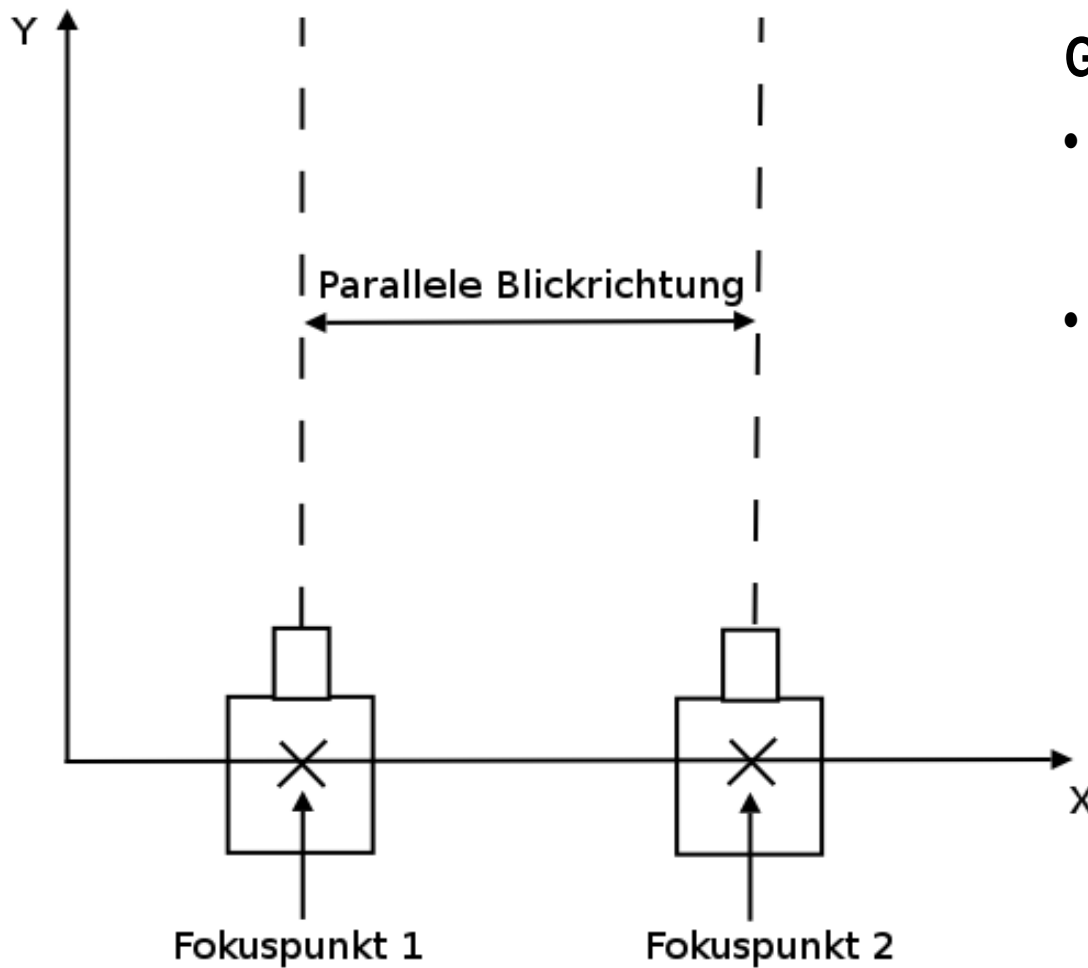 Y
G
•
Parallele Blickrichtung
•
X
Fokuspunkt 1
Fokuspunkt 2